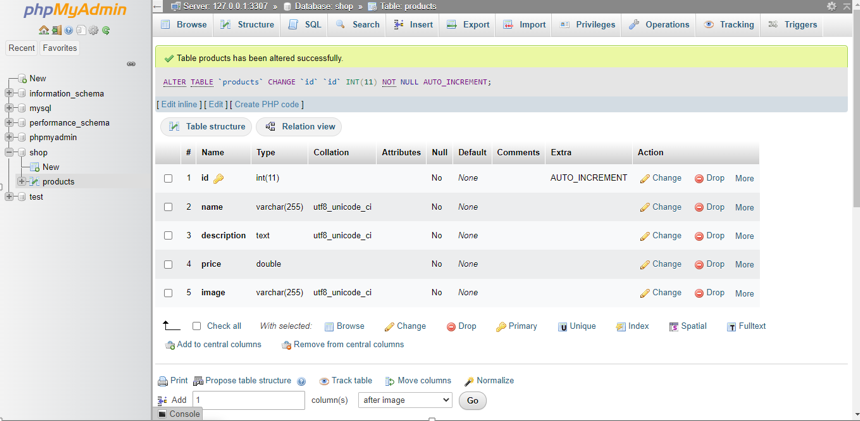 phpMyAdmin
Recent Favorites
New
information_schema
mysql
performance_schema
phpmyadmin
shop
New
products
test
Server: 127.0.0.1:3307 » Database: shop » Table: products
Browse Structure SQL Search Insert Export Import Privileges Operations Tracking Triggers
Table products has been altered successfully.
ALTER TABLE `products` CHANGE `id` `id` INT(11) NOT NULL AUTO_INCREMENT;
[ Edit inline ] [ Edit ] [ Create PHP code ]
Table structure Relation view
# Name Type Collation Attributes Null Default Comments Extra Action
1 id int(11) No None AUTO_INCREMENT Change Drop More
2 name varchar(255) utf8_unicode_ci No None Change Drop More
3 description text utf8_unicode_ci No None Change Drop More
4 price double No None Change Drop More
5 image varchar(255) utf8_unicode_ci No None Change Drop More
Check all With selected: Browse Change Drop Primary Unique Index Spatial Fulltext
Add to central columns Remove from central columns
Print Propose table structure Track table Move columns Normalize
Add 1 column(s) after image Go
Console